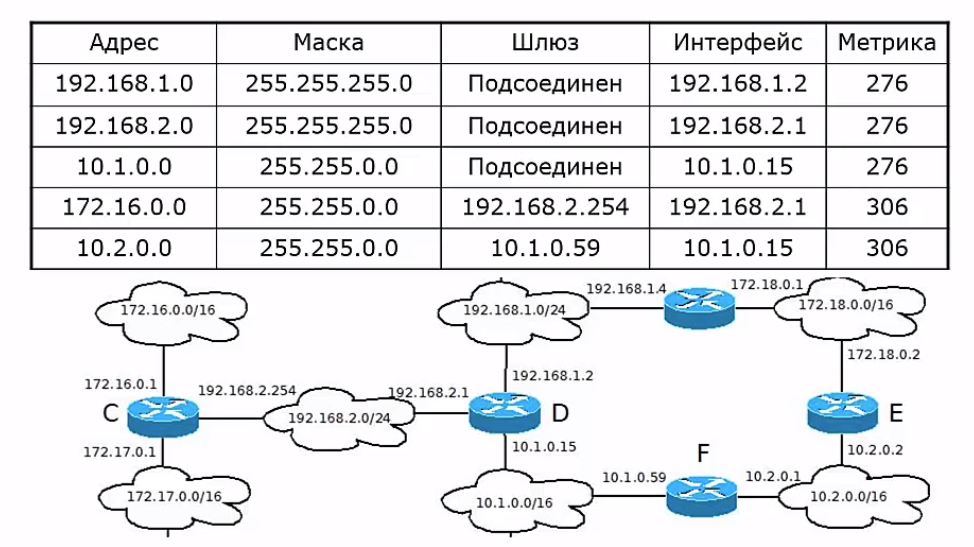 Адрес Маска Шлюз Интерфейс Метрика
192.168.1.0 255.255.255.0 Подсоединен 192.168.1.2 276
192.168.2.0 255.255.255.0 Подсоединен 192.168.2.1 276
10.1.0.0 255.255.0.0 Подсоединен 10.1.0.15 276
172.16.0.0 255.255.0.0 192.168.2.254 192.168.2.1 306
10.2.0.0 255.255.0.0 10.1.0.59 10.1.0.15 306
192.168.1.4 172.18.0.1
172.16.0.0/16 192.168.1.0/24 172.18.0.0/16
172.18.0.2
172.16.0.1 192.168.2.254 192.168.2.1 192.168.1.2
C 192.168.2.0/24 D E
172.17.0.1 10.1.0.15 F 10.2.0.2
10.1.0.59 10.2.0.1
172.17.0.0/16 10.1.0.0/16 10.2.0.0/16